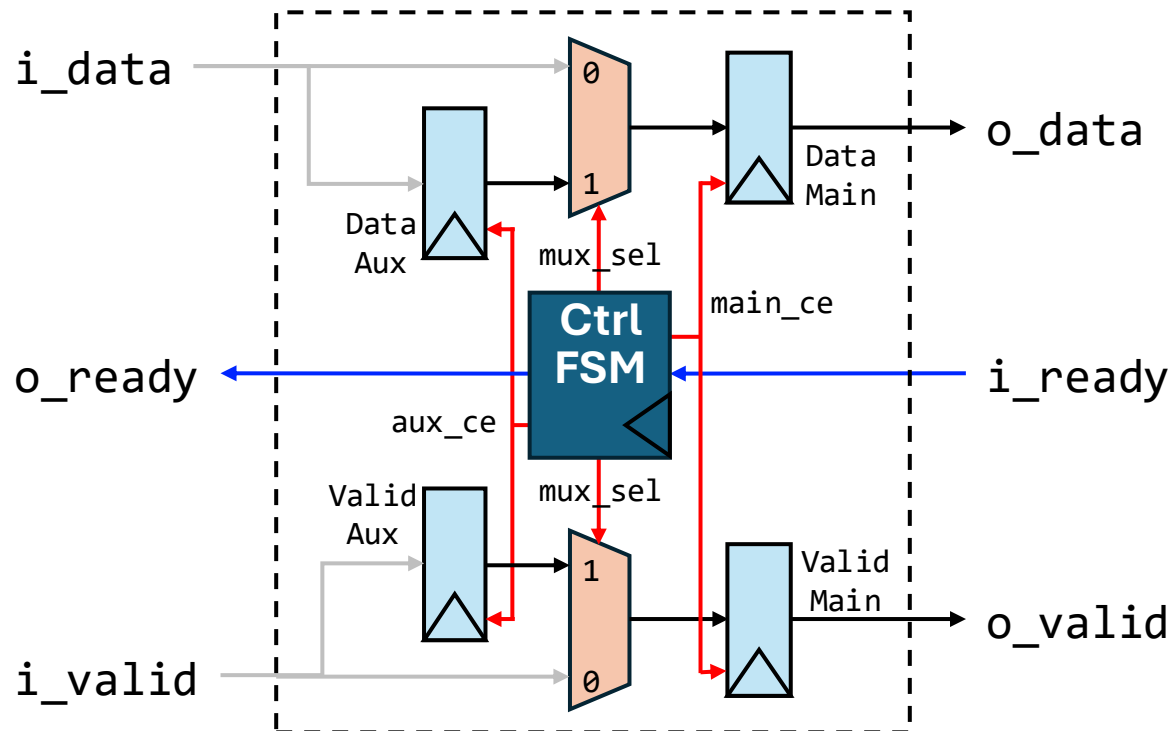 i_data
0
o_data
1
Data
Main
Data
Aux
mux_sel
main_ce
Ctrl
FSM
o_ready
i_ready
aux_ce
mux_sel
Valid
Aux
1
Valid
Main
o_valid
i_valid
0